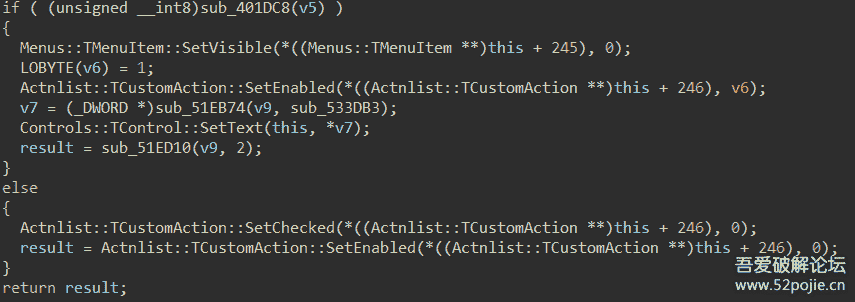 if ( (unsigned __int8)sub_401DC8(v5) )
{
  Menus::TMenuItem::SetVisible(*((Menus::TMenuItem **)this + 245), 0);
  LOBYTE(v6) = 1;
  Actnlist::TCustomAction::SetEnabled(*((Actnlist::TCustomAction **)this + 246), v6);
  v7 = (_DWORD *)sub_51EB74(v9, sub_533DB3);
  Controls::TControl::SetText(this, *v7);
  result = sub_51ED10(v9, 2);
}
else
{
  Actnlist::TCustomAction::SetChecked(*((Actnlist::TCustomAction **)this + 246), 0);
  result = Actnlist::TCustomAction::SetEnabled(*((Actnlist::TCustomAction **)this + 246), 0);
}
return result;
吾爱破解论坛
www.52pojie.cn